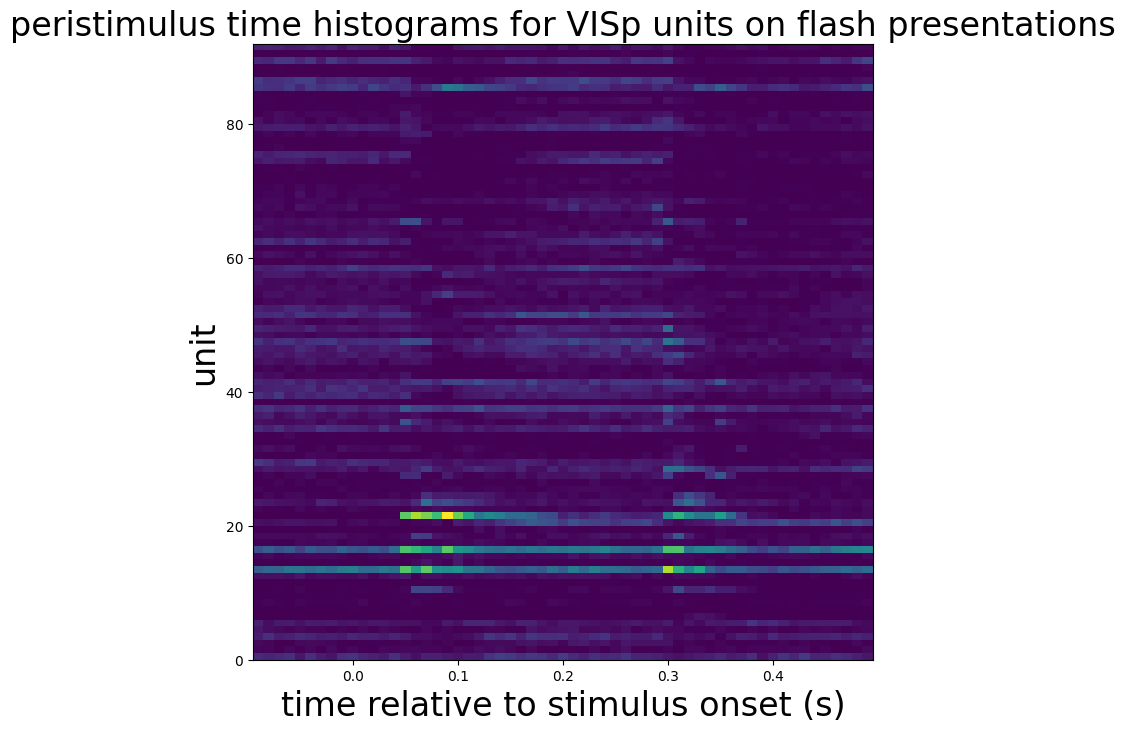 peristimulus time histograms for VISp units on flash presentations
80
60
unit
40
20
0
0.0 0.1 0.2 0.3 0.4
time relative to stimulus onset (s)